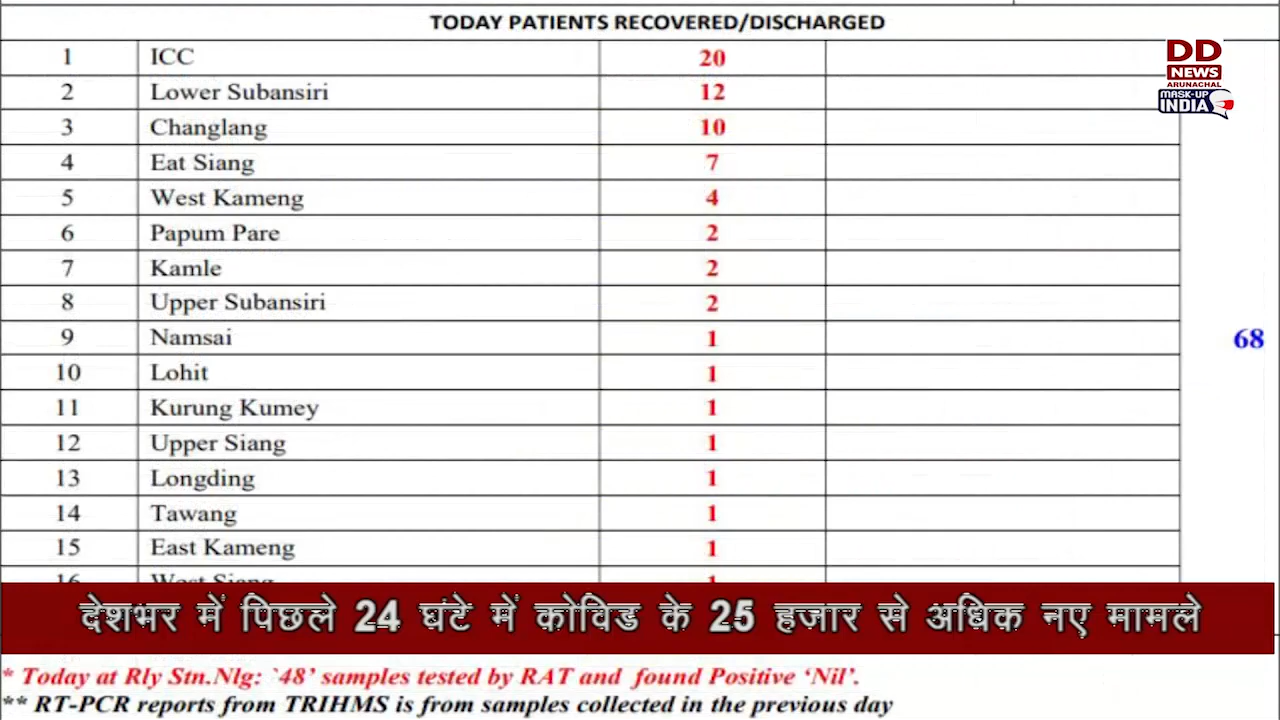 TODAY PATIENTS RECOVERED/DISCHARGED
1 ICC 20
2 Lower Subansiri 12
3 Changlang 10
4 Eat Siang 7
5 West Kameng 4
6 Papum Pare 2
7 Kamle 2
8 Upper Subansiri 2
9 Namsai 1 68
10 Lohit 1
11 Kurung Kumey 1
12 Upper Siang 1
13 Longding 1
14 Tawang 1
15 East Kameng 1
16 West Siang 1
DD
NEWS
ARUNACHAL
MASK-UP
INDIA
देशभर में पिछले 24 घंटे में कोविड के 25 हजार से अधिक नए मामले
* Today at Rly Stn.Nlg: `48’ samples tested by RAT and found Positive ‘Nil’.
** RT-PCR reports from TRIHMS is from samples collected in the previous day